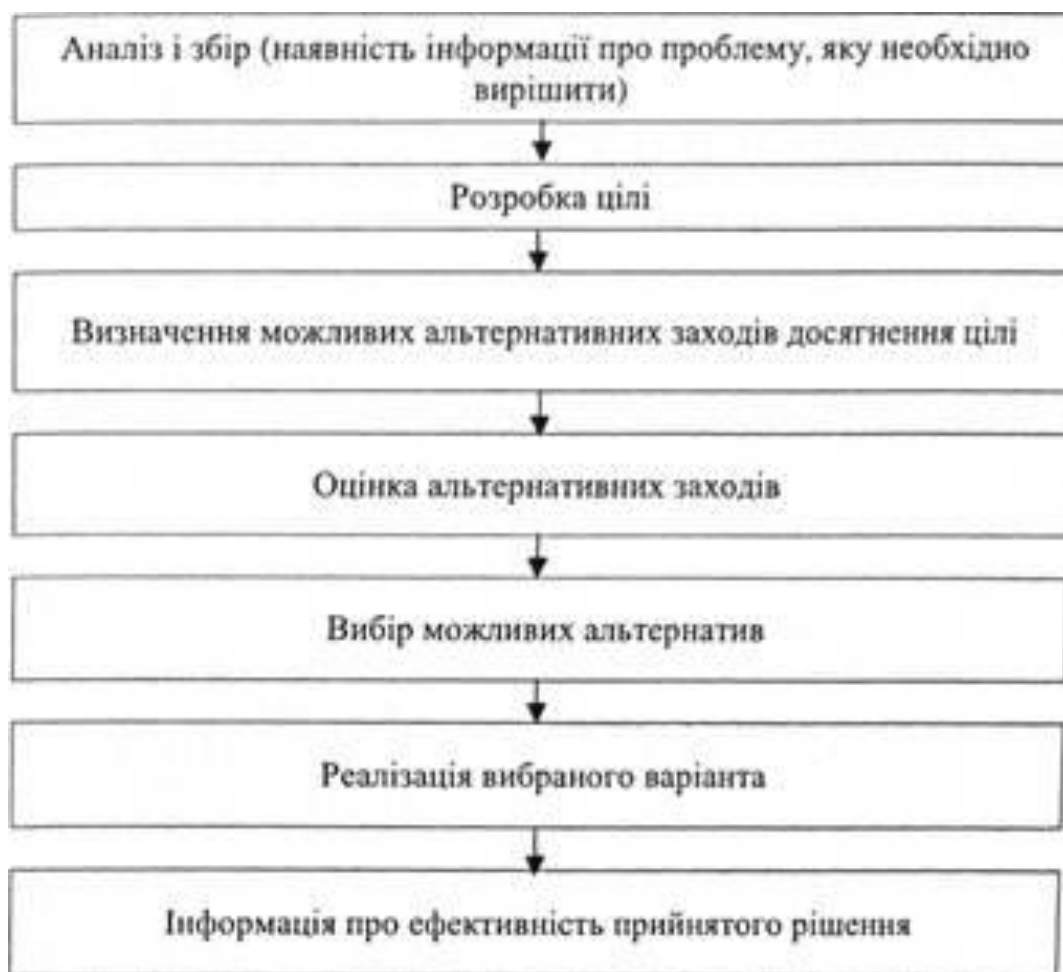 Аналіз і збір (наявність інформації про проблему, яку необхідно
вирішити)
Розробка цілі
Визначення можливих альтернативних заходів досягнення цілі
Оцінка альтернативних заходів
Вибір можливих альтернатив
Реалізація вибраного варіанта
Інформація про ефективність прийнятого рішення